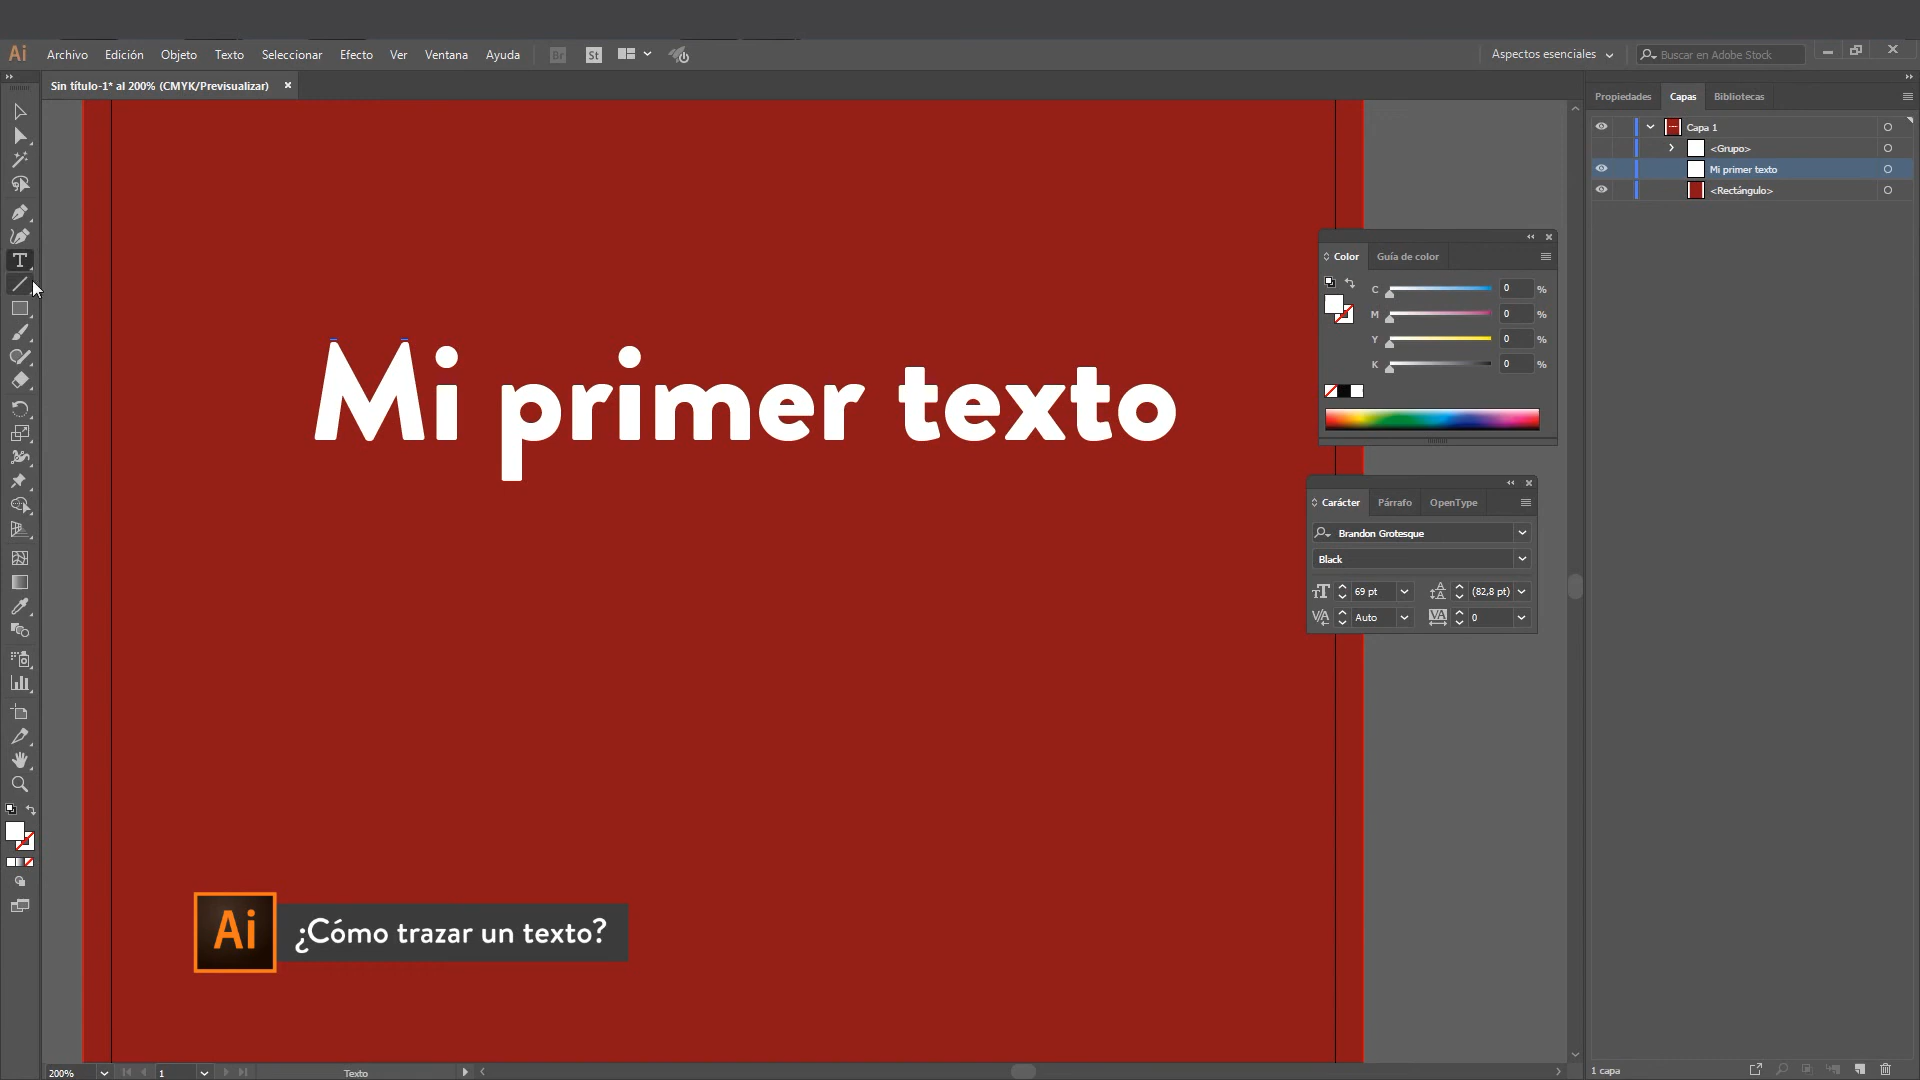 Ai Archivo Edición Objeto Texto Seleccionar Efecto Ver Ventana Ayuda Br St Aspectos esenciales Buscar en Adobe Stock
Sin título-1* al 200% (CMYK/Previsualizar)
Propiedades Capas Bibliotecas
Capa 1
<Grupo>
Mi primer texto
<Rectángulo>
Color Guía de color
C 0 %
M 0 %
Y 0 %
K 0 %
Mi primer texto
Carácter Párrafo OpenType
Brandon Grotesque
Black
69 pt (82,8 pt)
Auto 0
Ai ¿Cómo trazar un texto?
200% 1 Texto
1 capa